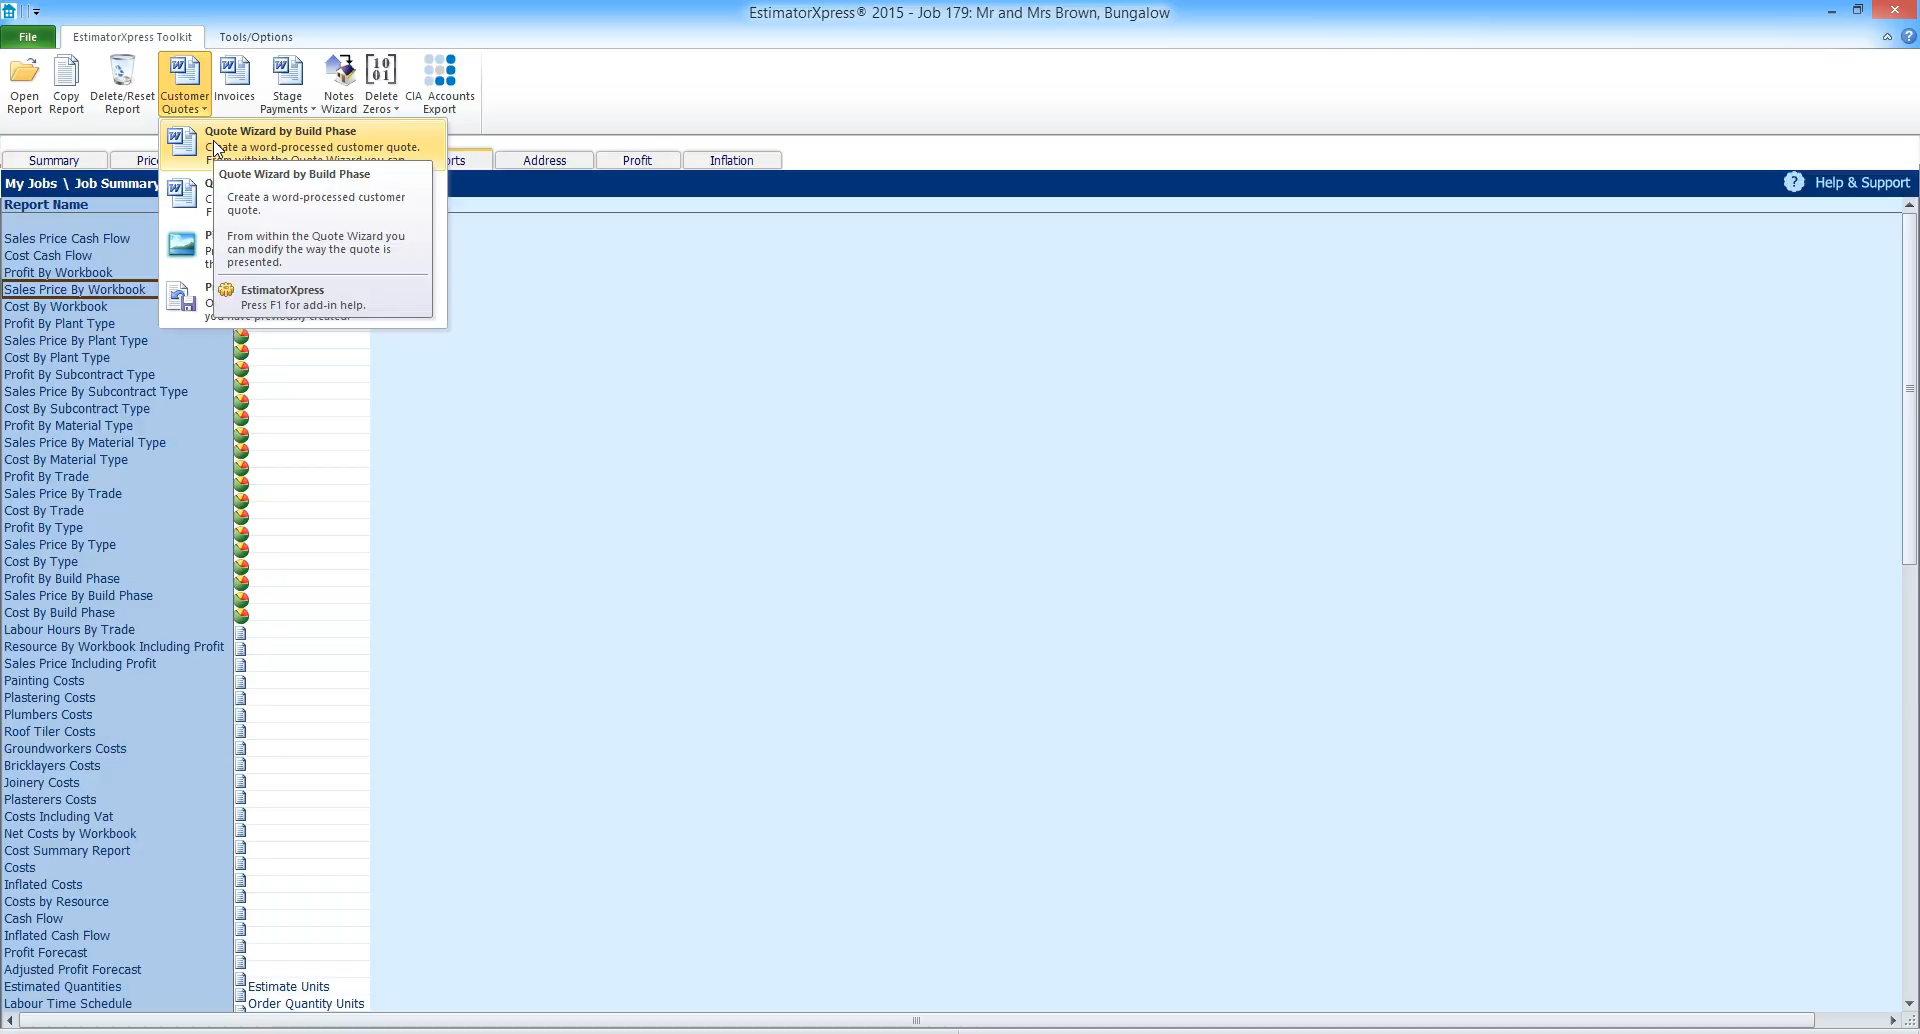 EstimatorXpress® 2015 - Job 179: Mr and Mrs Brown, Bungalow
File
EstimatorXpress Toolkit
Tools/Options
Open Report
Copy Report
Delete/Reset Report
Customer Quotes
Invoices
Stage Payments
Notes Wizard
Delete Zeros
CIA Accounts Export
Quote Wizard by Build Phase
Create a word-processed customer quote.
From within the Quote Wizard you can
Summary
Address
Profit
Inflation
Quote Wizard by Build Phase
Create a word-processed customer
quote.
From within the Quote Wizard you
can modify the way the quote is
presented.
EstimatorXpress
Press F1 for add-in help.
you have previously created.
My Jobs \ Job Summary
Help & Support
Report Name
Sales Price Cash Flow
Cost Cash Flow
Profit By Workbook
Sales Price By Workbook
Cost By Workbook
Profit By Plant Type
Sales Price By Plant Type
Cost By Plant Type
Profit By Subcontract Type
Sales Price By Subcontract Type
Cost By Subcontract Type
Profit By Material Type
Sales Price By Material Type
Cost By Material Type
Profit By Trade
Sales Price By Trade
Cost By Trade
Profit By Type
Sales Price By Type
Cost By Type
Profit By Build Phase
Sales Price By Build Phase
Cost By Build Phase
Labour Hours By Trade
Resource By Workbook Including Profit
Sales Price Including Profit
Painting Costs
Plastering Costs
Plumbers Costs
Roof Tiler Costs
Groundworkers Costs
Bricklayers Costs
Joinery Costs
Plasterers Costs
Costs Including Vat
Net Costs by Workbook
Cost Summary Report
Costs
Inflated Costs
Costs by Resource
Cash Flow
Inflated Cash Flow
Profit Forecast
Adjusted Profit Forecast
Estimated Quantities Estimate Units
Labour Time Schedule Order Quantity Units